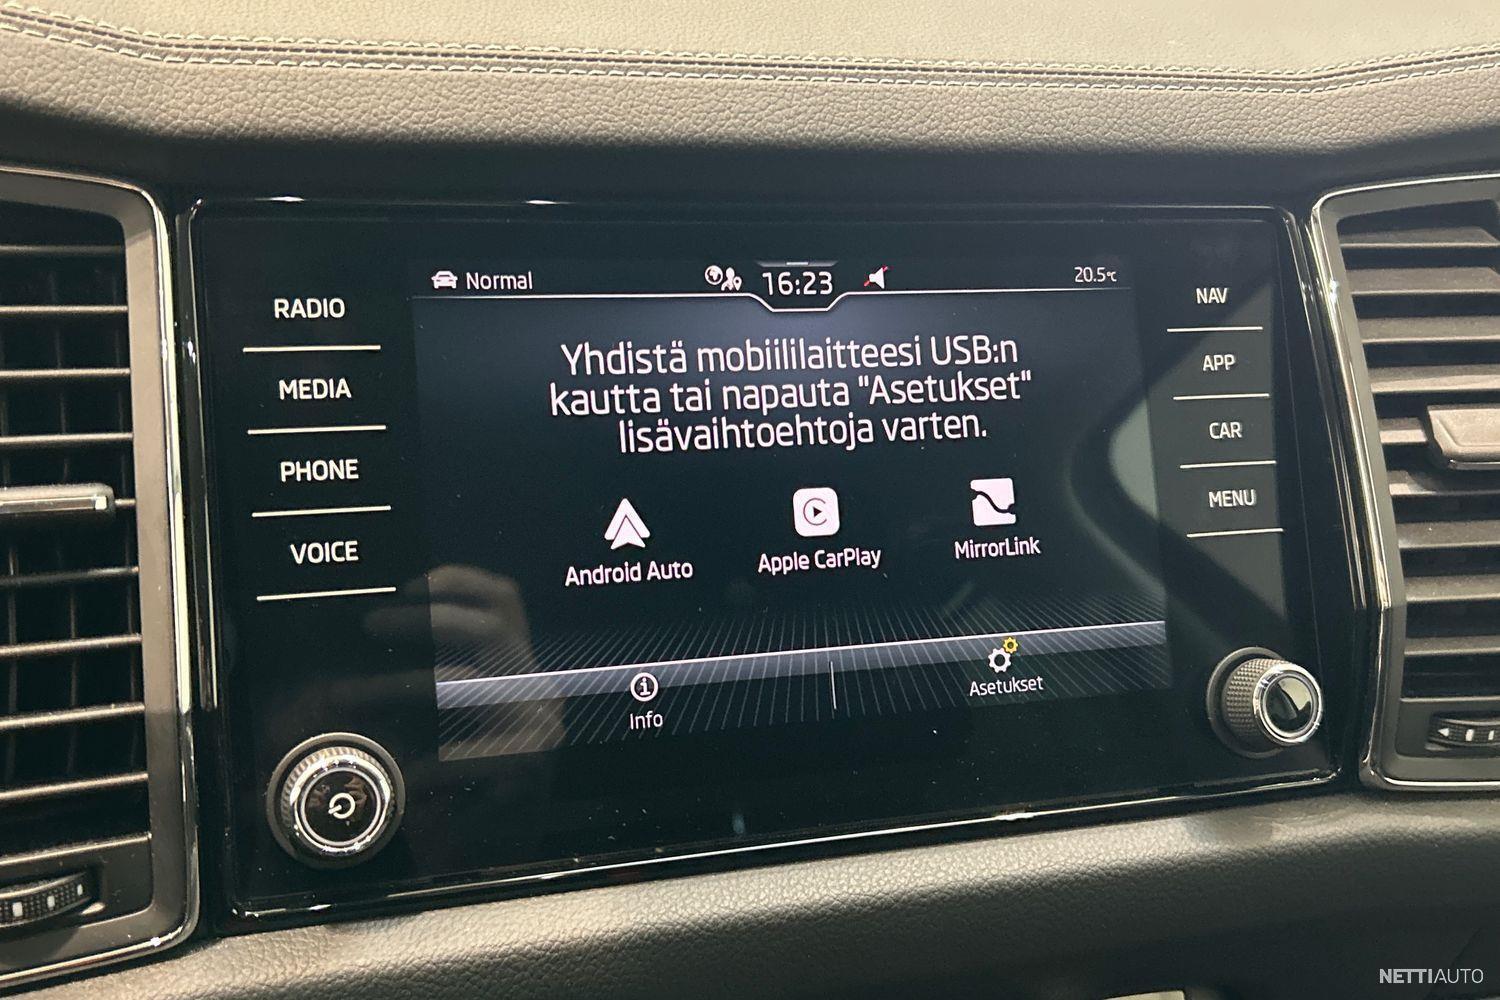 RADIO
MEDIA
PHONE
VOICE
Normal
16:23
20.5°C
Yhdistä mobiililaitteesi USB:n
kautta tai napauta "Asetukset"
lisävaihtoehtoja varten.
Android Auto
Apple CarPlay
MirrorLink
Info
Asetukset
NAV
APP
CAR
MENU
NETTIAUTO